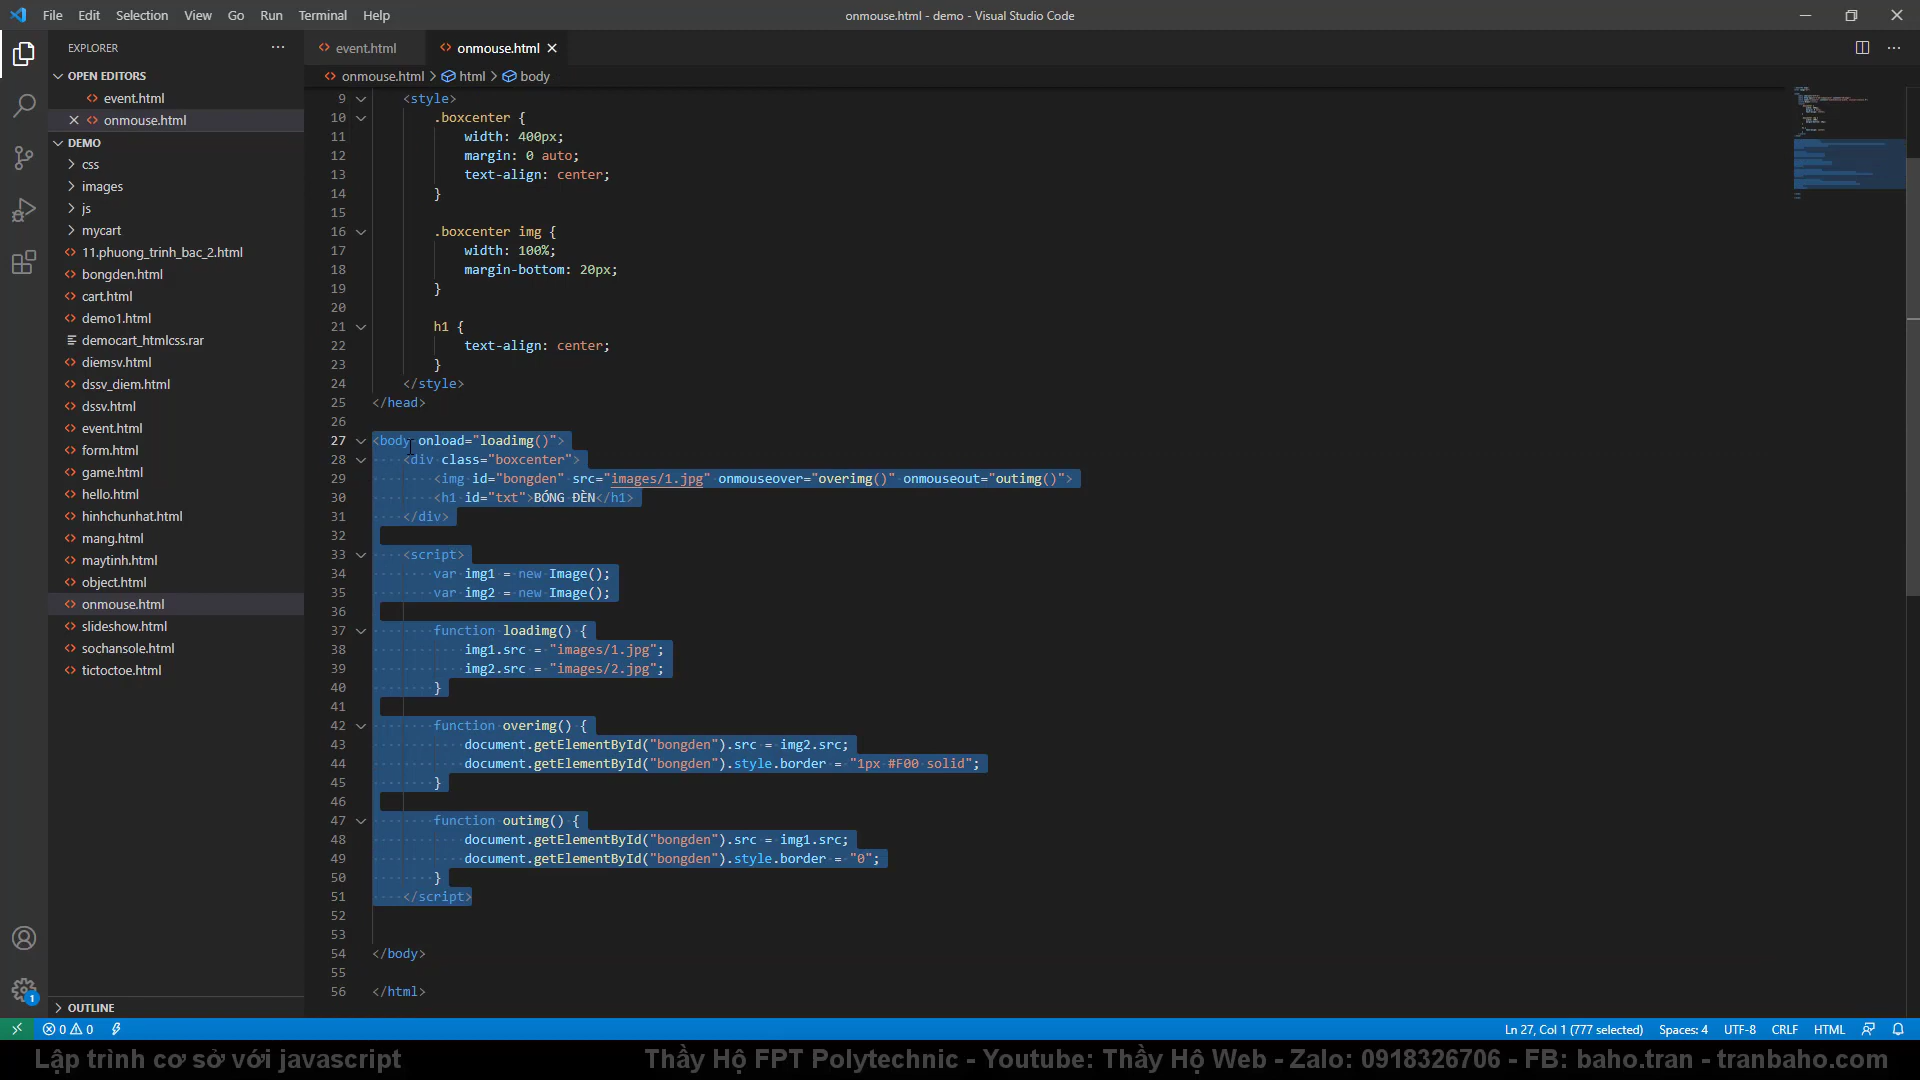 File Edit Selection View Go Run Terminal Help
onmouse.html - demo - Visual Studio Code
EXPLORER
OPEN EDITORS
event.html
onmouse.html
DEMO
css
images
js
mycart
11.phuong_trinh_bac_2.html
bongden.html
cart.html
demo1.html
democart_htmlcss.rar
diemsv.html
dssv_diem.html
dssv.html
event.html
form.html
game.html
hello.html
hinhchunhat.html
mang.html
maytinh.html
object.html
onmouse.html
slideshow.html
sochansole.html
tictoctoe.html
OUTLINE
event.html onmouse.html
onmouse.html > html > body
9 <style>
10 .boxcenter {
11 width: 400px;
12 margin: 0 auto;
13 text-align: center;
14 }
15
16 .boxcenter img {
17 width: 100%;
18 margin-bottom: 20px;
19 }
20
21 h1 {
22 text-align: center;
23 }
24 </style>
25 </head>
26
27 <body onload="loadimg()">
28 <div class="boxcenter">
29 <img id="bongden" src="images/1.jpg" onmouseover="overimg()" onmouseout="outimg()">
30 <h1 id="txt">BÓNG ĐÈN</h1>
31 </div>
32
33 <script>
34 var img1 = new Image();
35 var img2 = new Image();
36
37 function loadimg() {
38 img1.src = "images/1.jpg";
39 img2.src = "images/2.jpg";
40 }
41
42 function overimg() {
43 document.getElementById("bongden").src = img2.src;
44 document.getElementById("bongden").style.border = "1px #F00 solid";
45 }
46
47 function outimg() {
48 document.getElementById("bongden").src = img1.src;
49 document.getElementById("bongden").style.border = "0";
50 }
51 </script>
52
53
54 </body>
55
56 </html>
1
0 0
Ln 27, Col 1 (777 selected) Spaces: 4 UTF-8 CRLF HTML
Lập trình cơ sở với javascript
Thầy Hộ FPT Polytechnic - Youtube: Thầy Hộ Web - Zalo: 0918326706 - FB: baho.tran - tranbaho.com